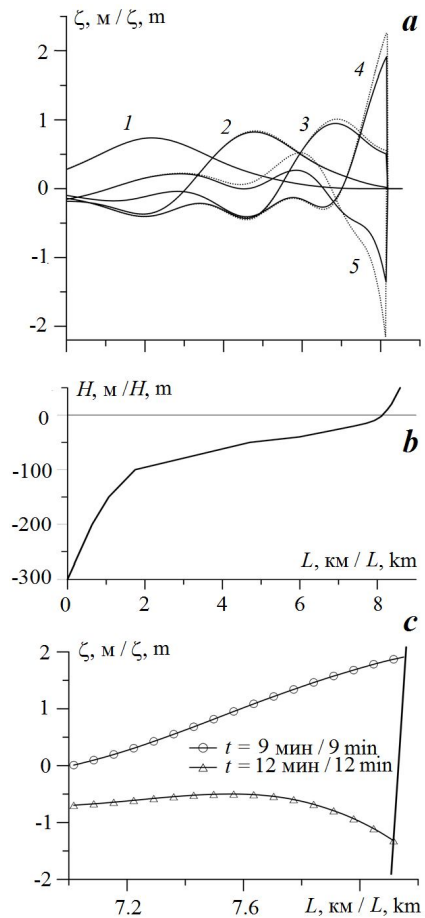 ζ, м / ζ, m
a
2
1
0
-1
-2
1
2
3
4
5
H, м /H, m
b
0
-100
-200
-300
L, км / L, km
0
2
4
6
8
c
ζ, м / ζ, m
2
1
0
-1
-2
t = 9 мин / 9 min
t = 12 мин / 12 min
7.2
7.6
L, км / L, km